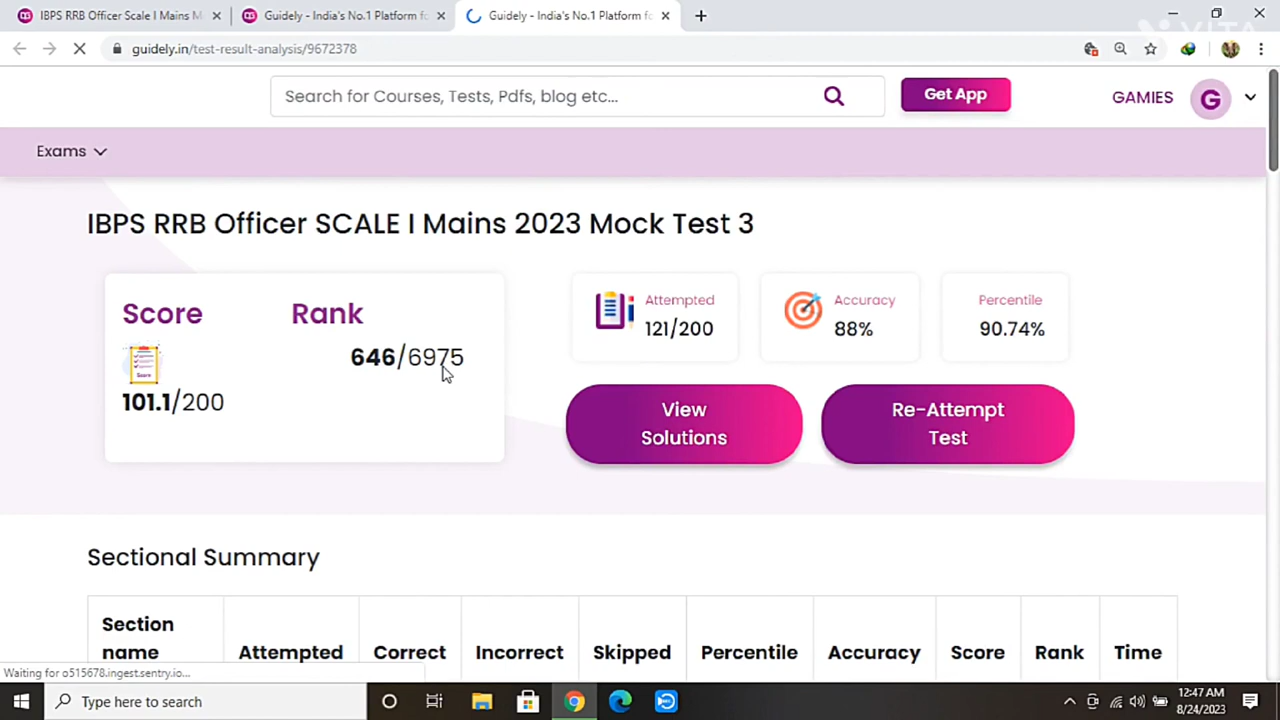 IBPS RRB Officer Scale I Mains M
Guidely - India's No.1 Platform fo
Guidely - India's No.1 Platform fo
guidely.in/test-result-analysis/9672378
VITA
Search for Courses, Tests, Pdfs, blog etc...
Get App
GAMIES
G
Exams
IBPS RRB Officer SCALE I Mains 2023 Mock Test 3
Score
Rank
Score
646/6975
101.1/200
Attempted
121/200
Accuracy
88%
Percentile
90.74%
View
Solutions
Re-Attempt
Test
Sectional Summary
Section
name
Attempted
Correct
Incorrect
Skipped
Percentile
Accuracy
Score
Rank
Time
Waiting for o515678.ingest.sentry.io...
Type here to search
12:47 AM
8/24/2023